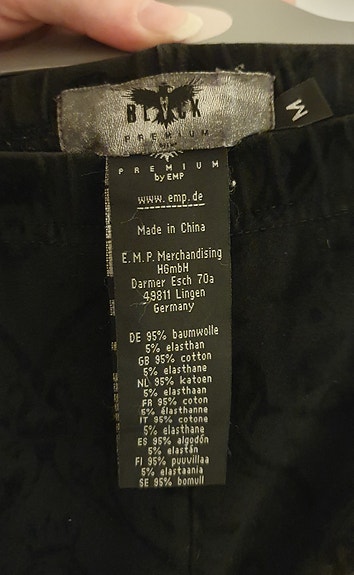 BLACK
PREMIUM
M
PREMIUM
by EMP
www. emp.de
Made in China
E.M.P. Merchandising
HGmbH
Darmer Esch 70a
49811 Lingen
Germany
DE 95% baumwolle
5% elasthan
GB 95% cotton
5% elasthane
NL 95% katoen
5% elasthaan
FR 95% coton
5% élasthanne
IT 95% cotone
5% elasthane
ES 95% algodón
5% elastán
FI 95% puuvillaa
5% elastaania
SE 95% bomull